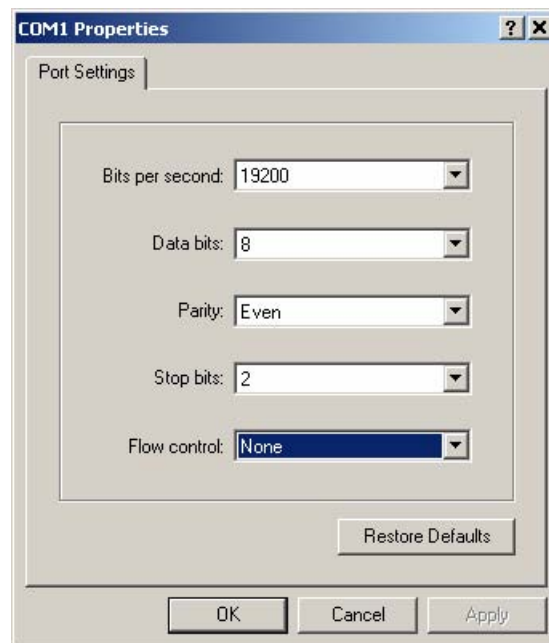 COM1 Properties
Port Settings
Bits per second: 19200
Data bits: 8
Parity: Even
Stop bits: 2
Flow control: None
Restore Defaults
OK Cancel Apply